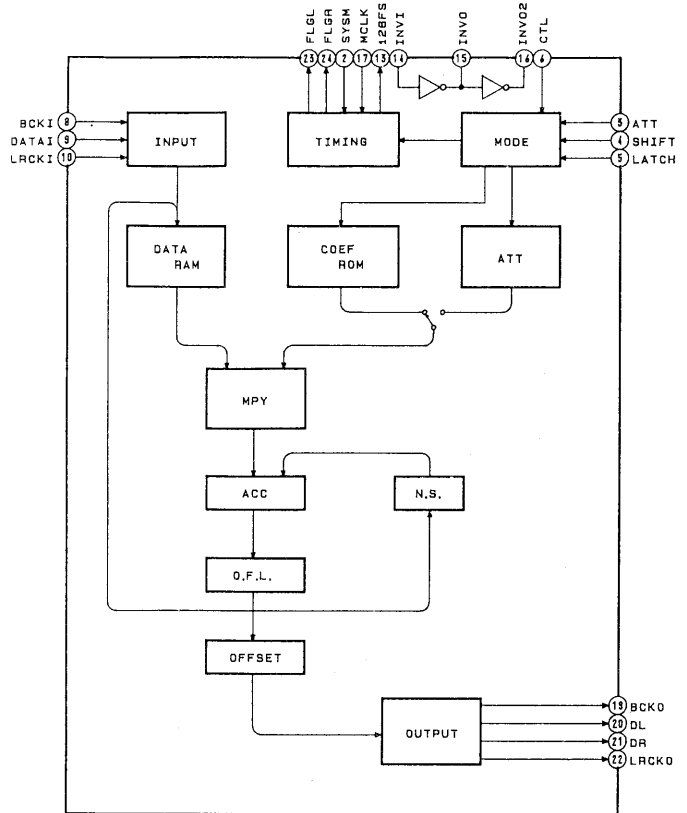 FLGL FLGR SYSM MCLK 128FS INVI INVO INVO2 CTL
23 24 2 17 13 14 15 16 6
BCKI 8
DATAI 9
LRCKI 10
INPUT
TIMING
MODE
3 ATT
4 SHIFT
5 LATCH
DATA
RAM
COEF
ROM
ATT
MPY
ACC
N.S.
O.F.L.
OFFSET
OUTPUT
19 BCKO
20 DL
21 DR
22 LRCKO